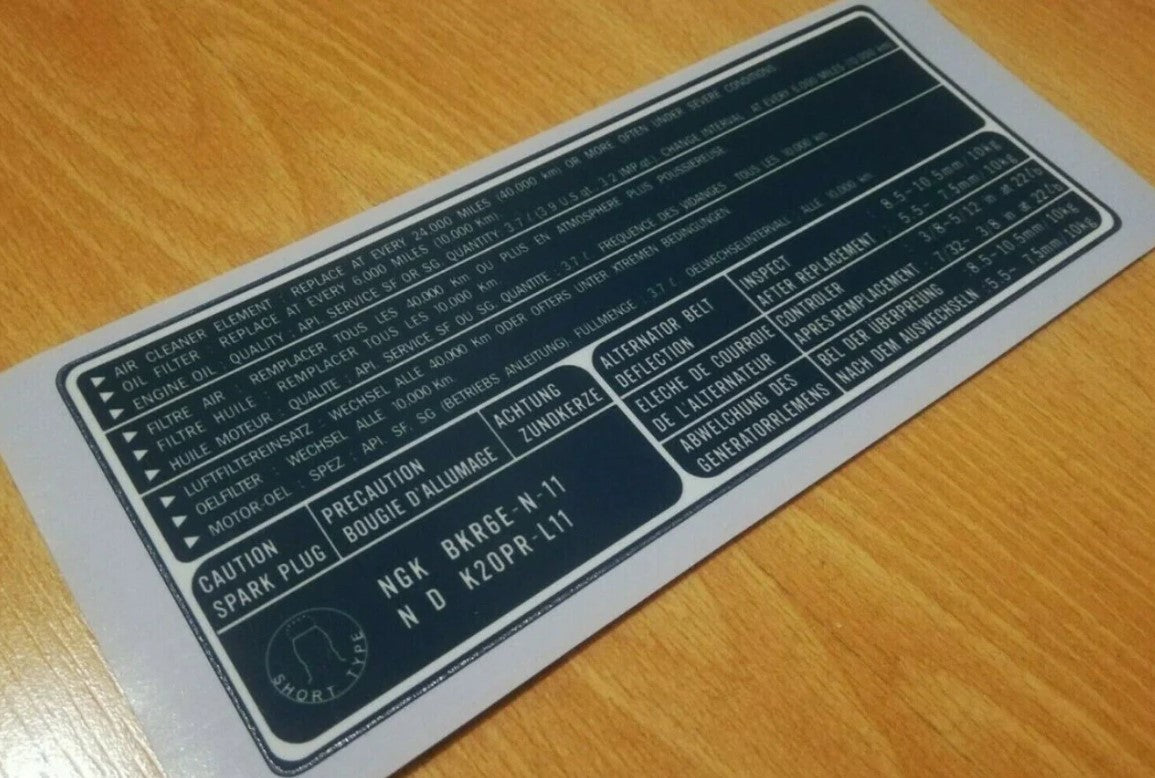 ▶ AIR CLEANER ELEMENT : REPLACE AT EVERY 24,000 MILES (40,000 km) OR MORE OFTEN UNDER SEVERE CONDITIONS
▶ OIL FILTER : REPLACE AT EVERY 6,000 MILES (10,000 Km)
▶ ENGINE OIL : QUALITY : API SERVICE SF OR SG QUANTITY 3.7 ℓ (3.9 U.S.qt., 3.2 IMP.qt.) CHANGE INTERVAL : AT EVERY 6,000 MILES (10,000 km)
▶ FILTRE AIR : REMPLACER TOUS LES 40,000 Km OU PLUS EN ATMOSPHERE PLUS POUSSIEREUSE
▶ FILTRE HUILE : REMPLACER TOUS LES 10,000 Km
▶ HUILE MOTEUR : QUALITE : API SERVICE SF OU SG QUANTITE : 3.7 ℓ FREQUENCE DES VIDANGES TOUS LES 10,000 km
▶ LUFTFILTEREINSATZ : WECHSEL ALLE 40,000 Km ODER OFTERS UNTER XTREMEN BEDINGUNGEN
▶ OELFILTER : WECHSEL ALLE 10,000 Km
▶ MOTOR-OEL : SPEZ : API. SF, SG (BETRIEBS ANLEITUNG), FULLMENGE : 3.7 ℓ OELWECHSELINTERVALL : ALLE 10,000 km
CAUTION
SPARK PLUG
PRECAUTION
BOUGIE D'ALLUMAGE
ACHTUNG
ZUNDKERZE
NGK BKR6E-N-11
N D K20PR-L11
SHORT TYPE
ALTERNATOR BELT
DEFLECTION
INSPECT : 8.5-10.5mm/10kg
AFTER REPLACEMENT : 5.5- 7.5mm/10kg
ELECHE DE COURROIE
DE L'ALTERNATEUR
CONTROLER : 3/8-5/12 m at 22ℓb
APRES REMPLACEMENT : 7/32- 3/8 m at 22ℓb
ABWELCHUNG DES
GENERATORRLEMENS
BEI DER UBERPREUNG : 8.5-10.5mm/10kg
NACH DEM AUSWECHSELN : 5.5- 7.5mm/10kg